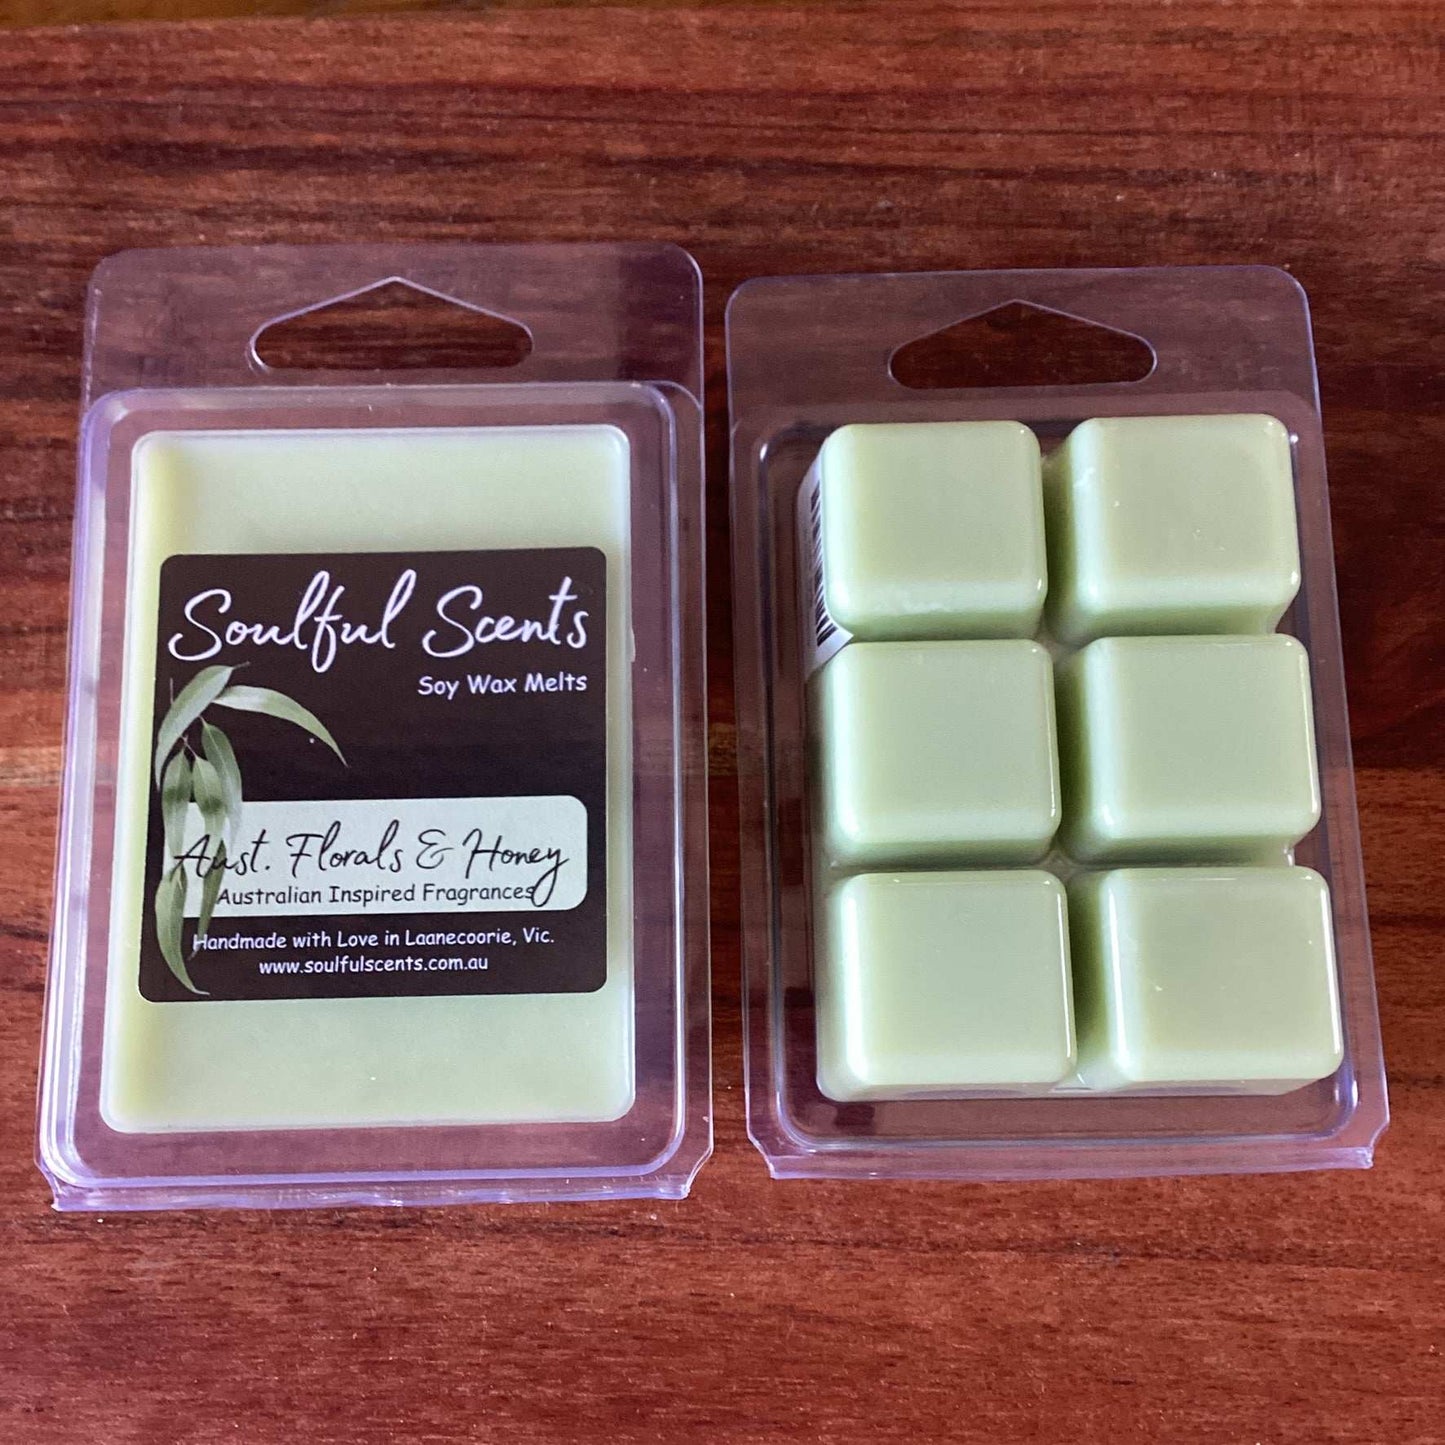 Soulful Scents
Soy Wax Melts
Aust. Florals & Honey
Australian Inspired Fragrances
Handmade with Love in Laanecoorie, Vic.
www.soulfulscents.com.au